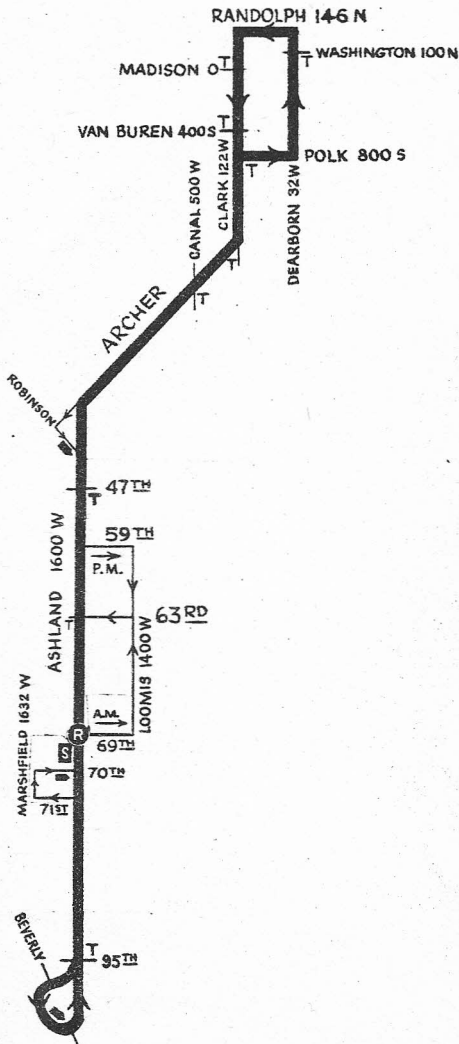 RANDOLPH 146 N
T
T
WASHINGTON 100 N
MADISON 0
T
VAN BUREN 400 S
POLK 800 S
T
CLARK 122 W
DEARBORN 32 W
CANAL 500 W
T
T
ARCHER
ROBINSON
47TH
T
59TH
P.M.
ASHLAND 1600 W
63RD
T
LOOMIS 1400 W
A.M.
R
69TH
S
MARSHFIELD 1632 W
70TH
71ST
BEVERLY
T
95TH